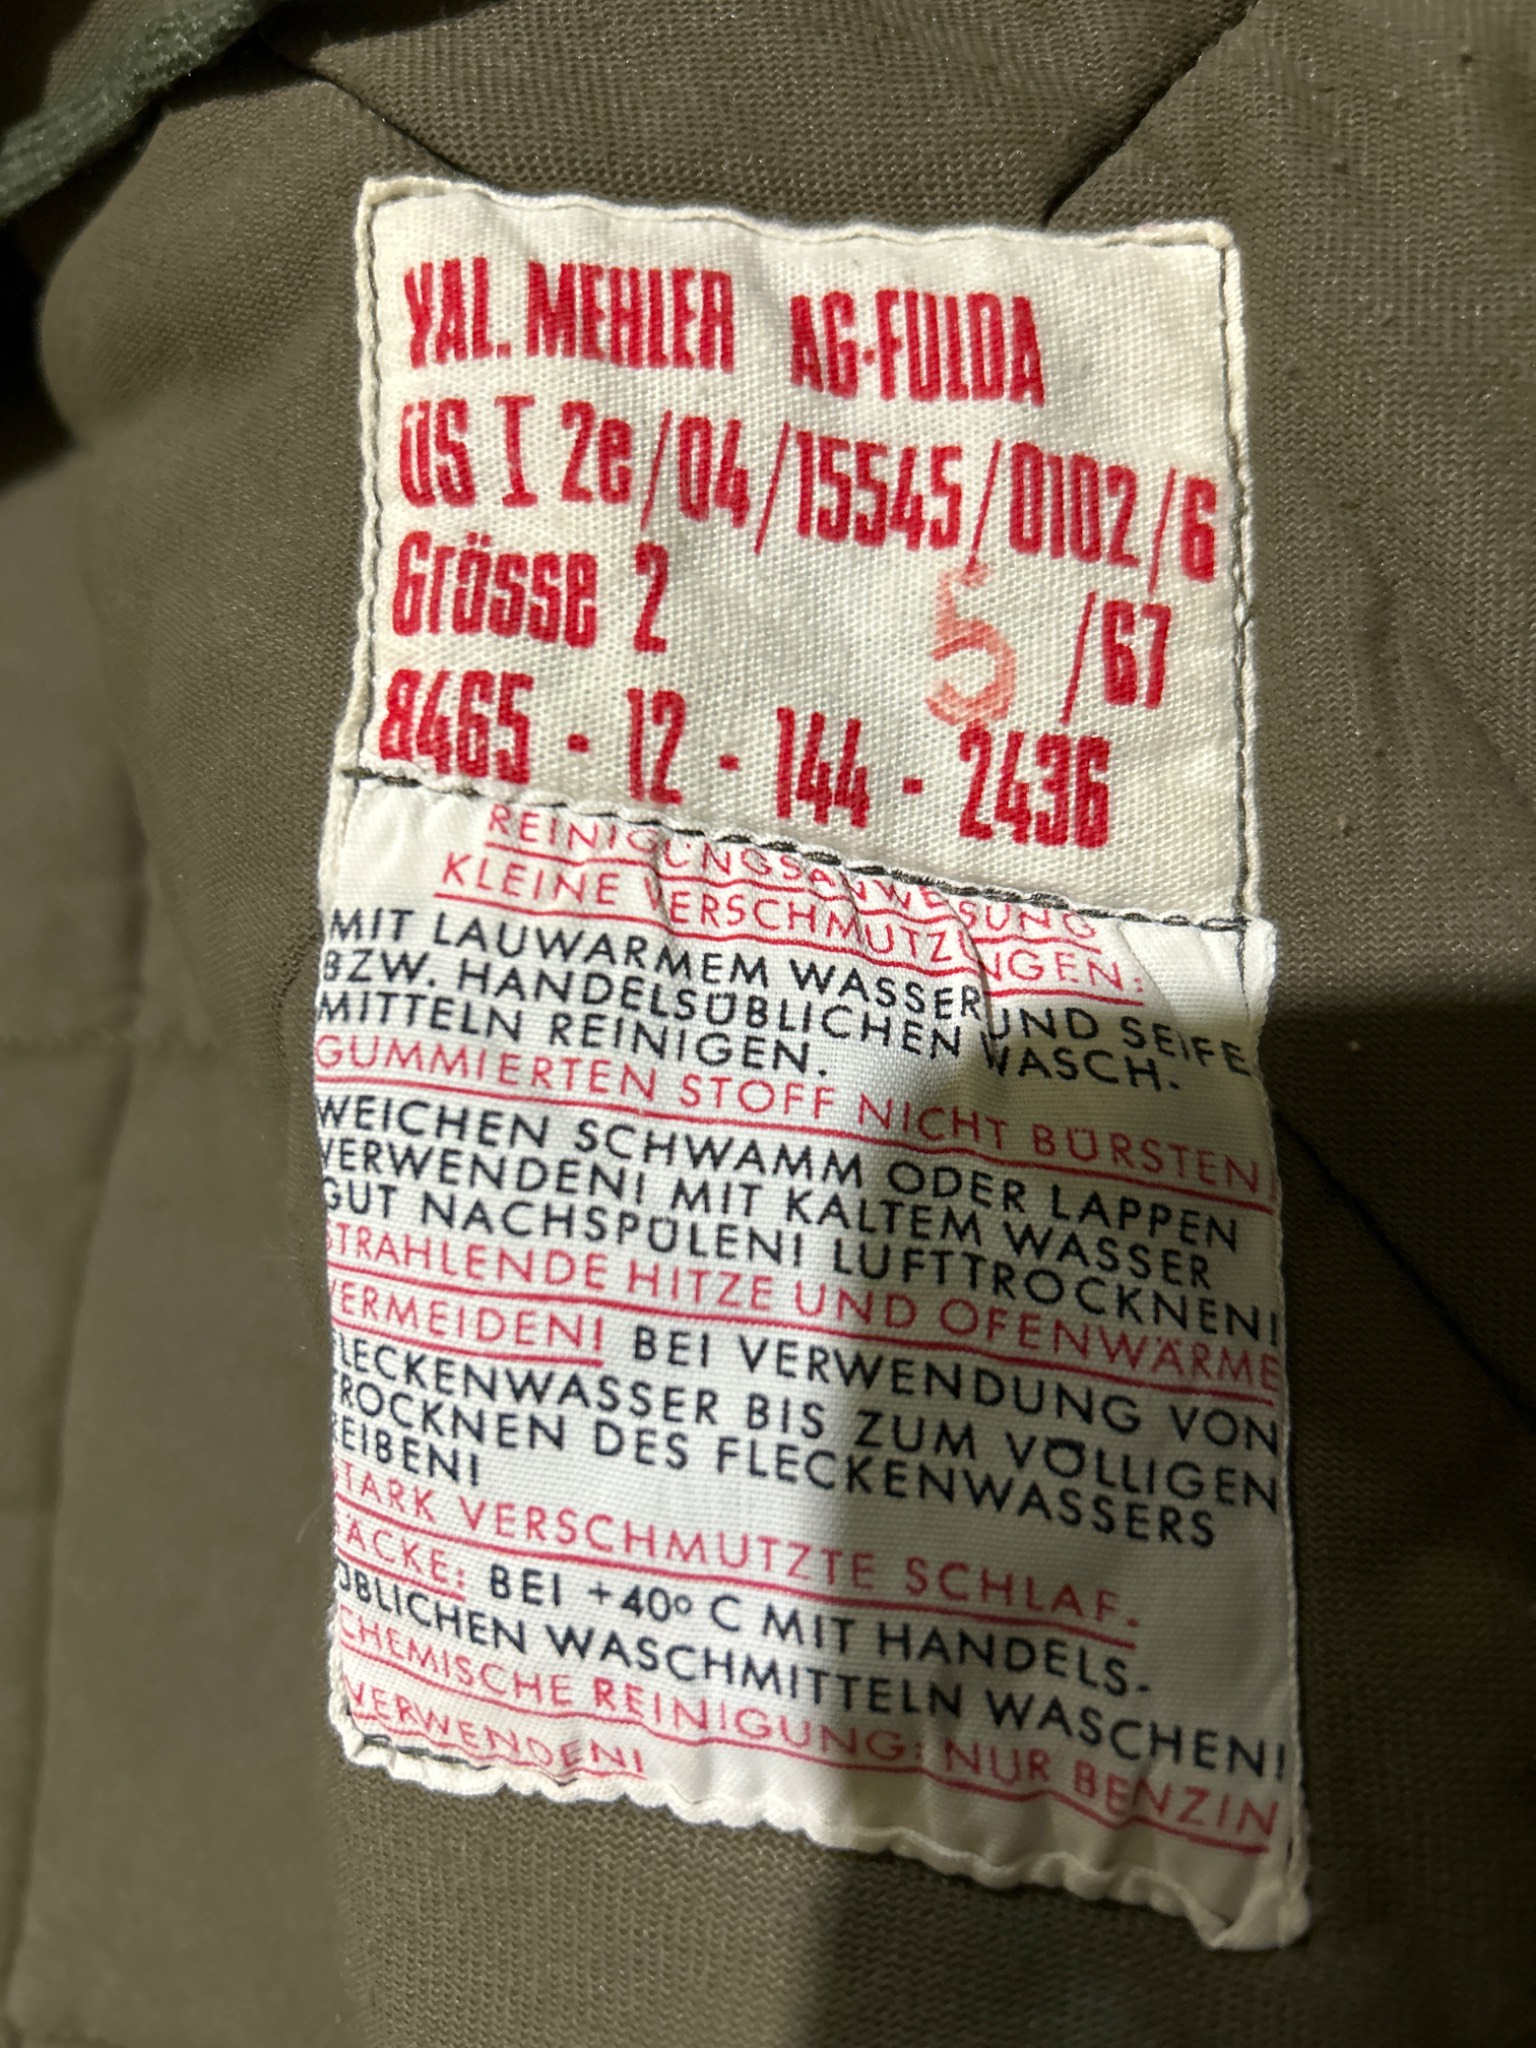 VAL. MEHLER AG-FULDA
US I 2e/04/15545/0102/6
Grösse 2 5 /67
8465 - 12 - 144 - 2436
REINIGUNGSANWEISUNG
KLEINE VERSCHMUTZUNGEN:
MIT LAUWARMEM WASSER UND SEIFE
BZW. HANDELSÜBLICHEN WASCH-
MITTELN REINIGEN.
GUMMIERTEN STOFF NICHT BÜRSTEN!
WEICHEN SCHWAMM ODER LAPPEN
VERWENDEN! MIT KALTEM WASSER
GUT NACHSPÜLEN! LUFTTROCKNEN!
STRAHLENDE HITZE UND OFENWÄRME
VERMEIDEN! BEI VERWENDUNG VON
FLECKENWASSER BIS ZUM VÖLLIGEN
TROCKNEN DES FLECKENWASSERS
REIBEN!
STARK VERSCHMUTZTE SCHLAF-
SÄCKE: BEI +40° C MIT HANDELS-
ÜBLICHEN WASCHMITTELN WASCHEN!
CHEMISCHE REINIGUNG: NUR BENZIN
VERWENDEN!